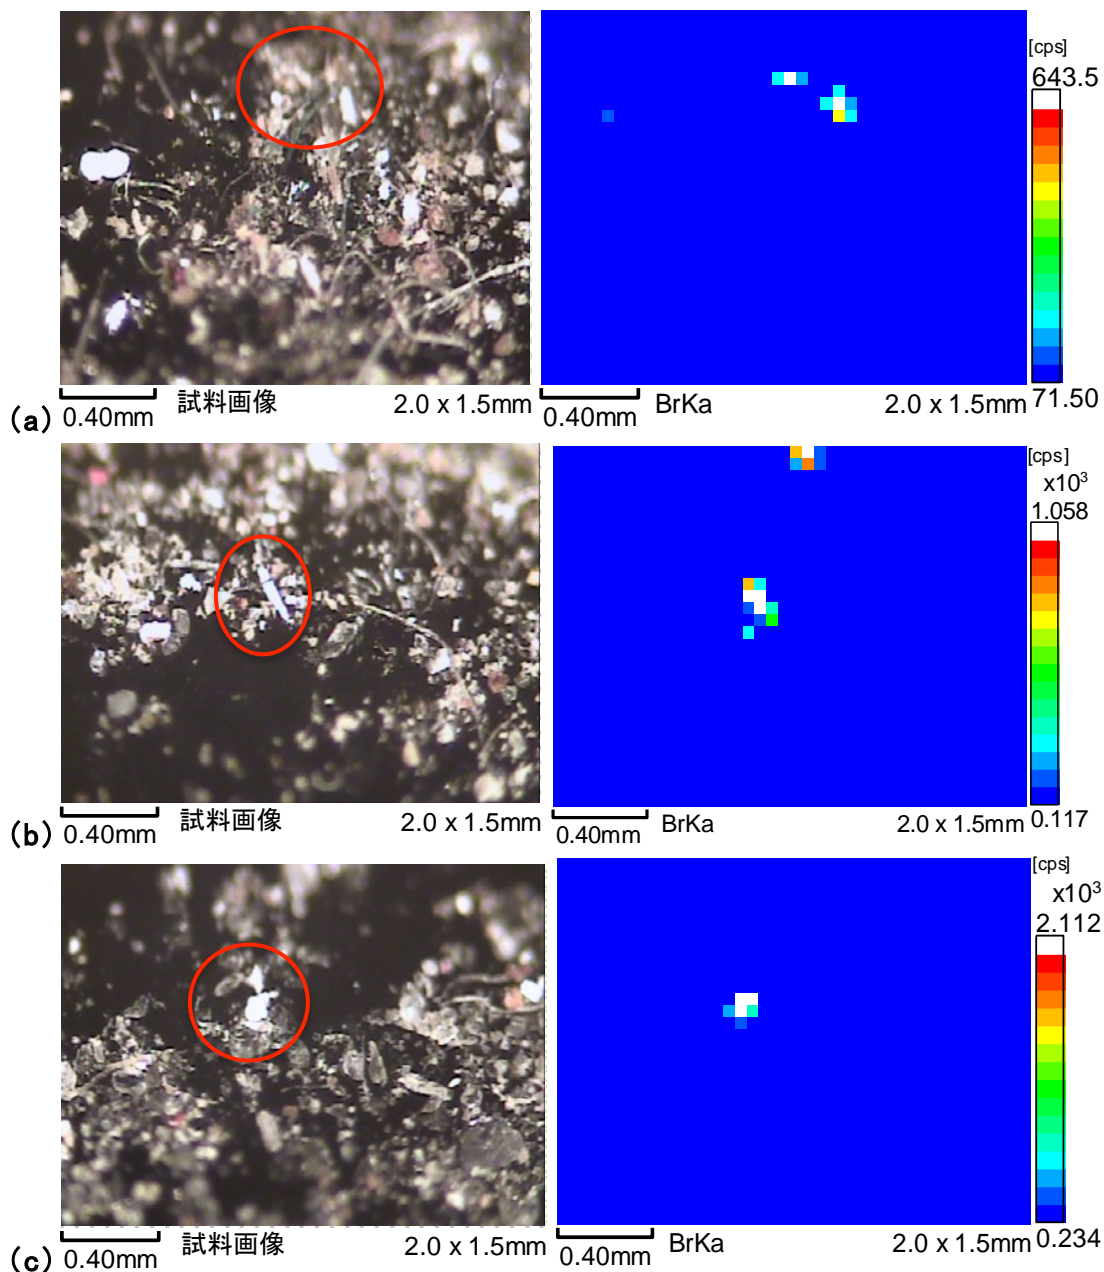 [cps]
643.5
71.50
(a)
0.40mm
試料画像
2.0 x 1.5mm
0.40mm
BrKa
2.0 x 1.5mm
[cps]
x10³
1.058
0.117
(b)
0.40mm
試料画像
2.0 x 1.5mm
0.40mm
BrKa
2.0 x 1.5mm
[cps]
x10³
2.112
0.234
(c)
0.40mm
試料画像
2.0 x 1.5mm
0.40mm
BrKa
2.0 x 1.5mm